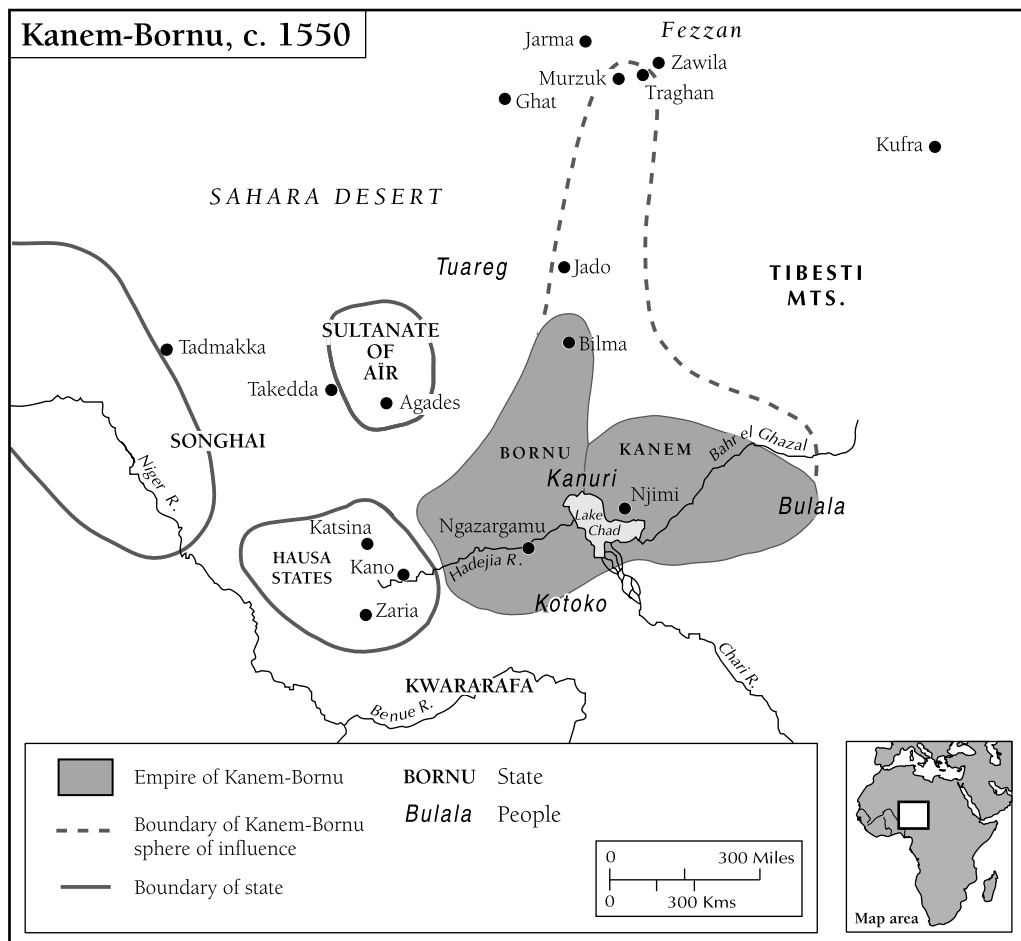 Kanem-Bornu, c. 1550
Fezzan
Jarma
Zawila
Murzuk
Traghan
Ghat
Kufra
SAHARA DESERT
Tuareg
Jado
TIBESTI
MTS.
SULTANATE
OF
AÏR
Tadmakka
Bilma
Takedda
Agades
SONGHAI
BORNU
KANEM
Bahr el Ghazal
Niger R.
Kanuri
Njimi
Bulala
Lake
Chad
Katsina
Ngazargamu
HAUSA
STATES
Kano
Hadejia R.
Zaria
Kotoko
Chari R.
KWARARAFA
Benue R.
Empire of Kanem-Bornu
Boundary of Kanem-Bornu
sphere of influence
Boundary of state
BORNU State
Bulala People
0 300 Miles
0 300 Kms
Map area